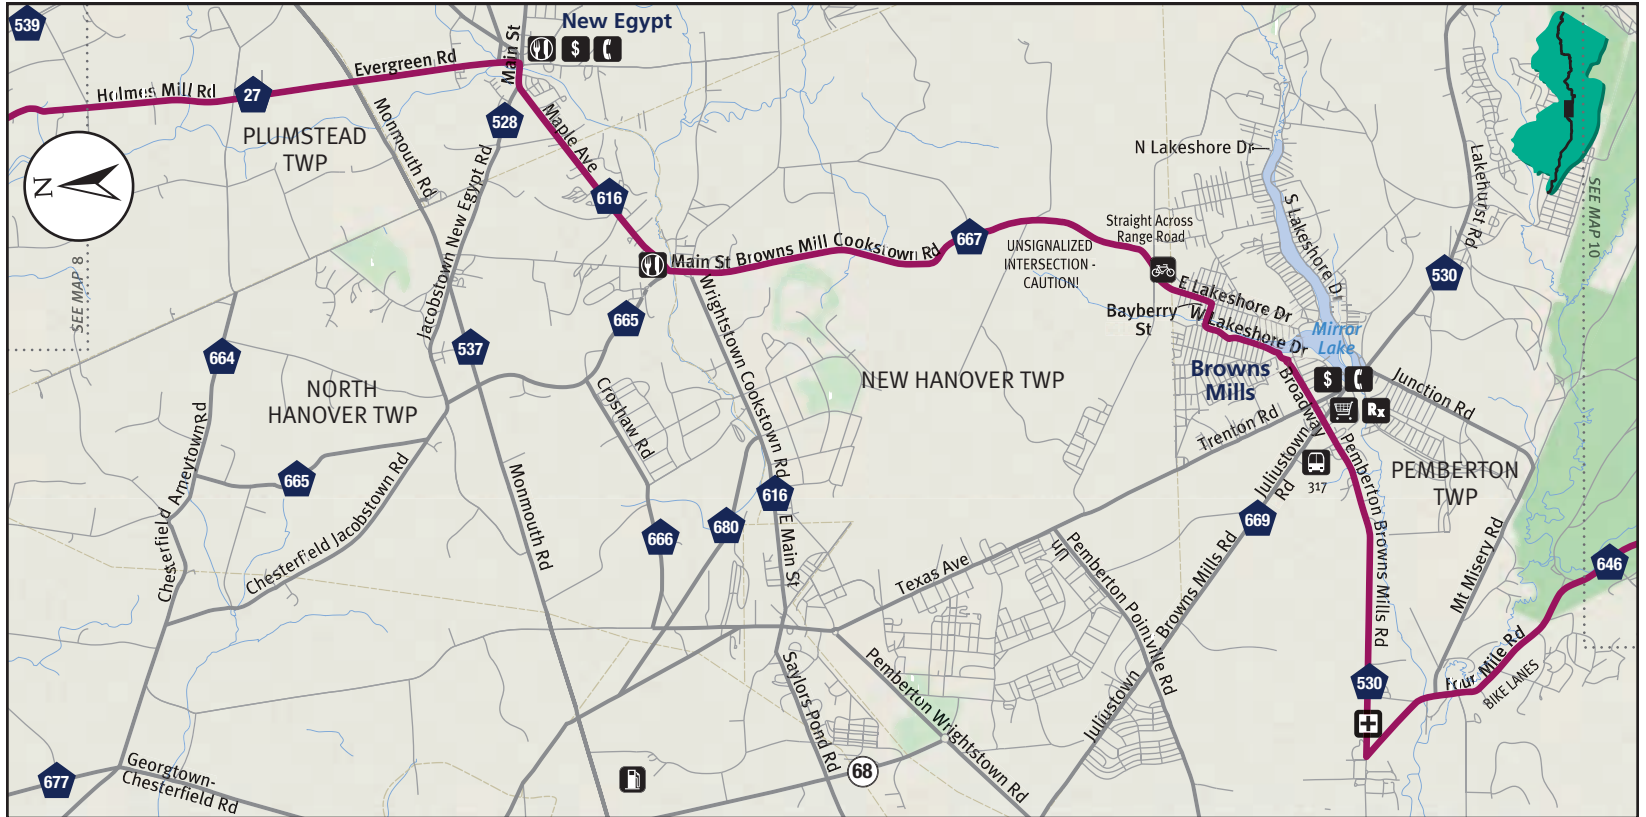 539
New Egypt
Main St
$
Evergreen Rd
Holmes Mill Rd
27
PLUMSTEAD
TWP
Monmouth Rd
528
Maple Ave
616
N
SEE MAP 8
Jacobstown New Egypt Rd
Main St
Browns Mill Cookstown Rd
667
UNSIGNALIZED
INTERSECTION -
CAUTION!
Straight Across
Range Road
N Lakeshore Dr
S Lakeshore Dr
Lakehurst Rd
530
SEE MAP 10
E Lakeshore Dr
W Lakeshore Dr
Bayberry
St
Mirror
Lake
Browns
Mills
$
Rx
Junction Rd
Broadway
Trenton Rd
Juliustown
Rd
317
PEMBERTON
TWP
Pemberton Browns Mills Rd
Mt Misery Rd
646
Four Mile Rd
BIKE LANES
530
669
Browns Mills Rd
Juliustown
Pemberton Pointville Rd
Un
Texas Ave
NEW HANOVER TWP
665
Wrightstown Cookstown Rd
537
664
NORTH
HANOVER TWP
Croshaw Rd
Arneytown Rd
Chesterfield
665
Chesterfield Jacobstown Rd
Monmouth Rd
666
680
616
E Main St
Saylors Pond Rd
Pemberton Wrightstown Rd
68
677
Georgetown-
Chesterfield Rd